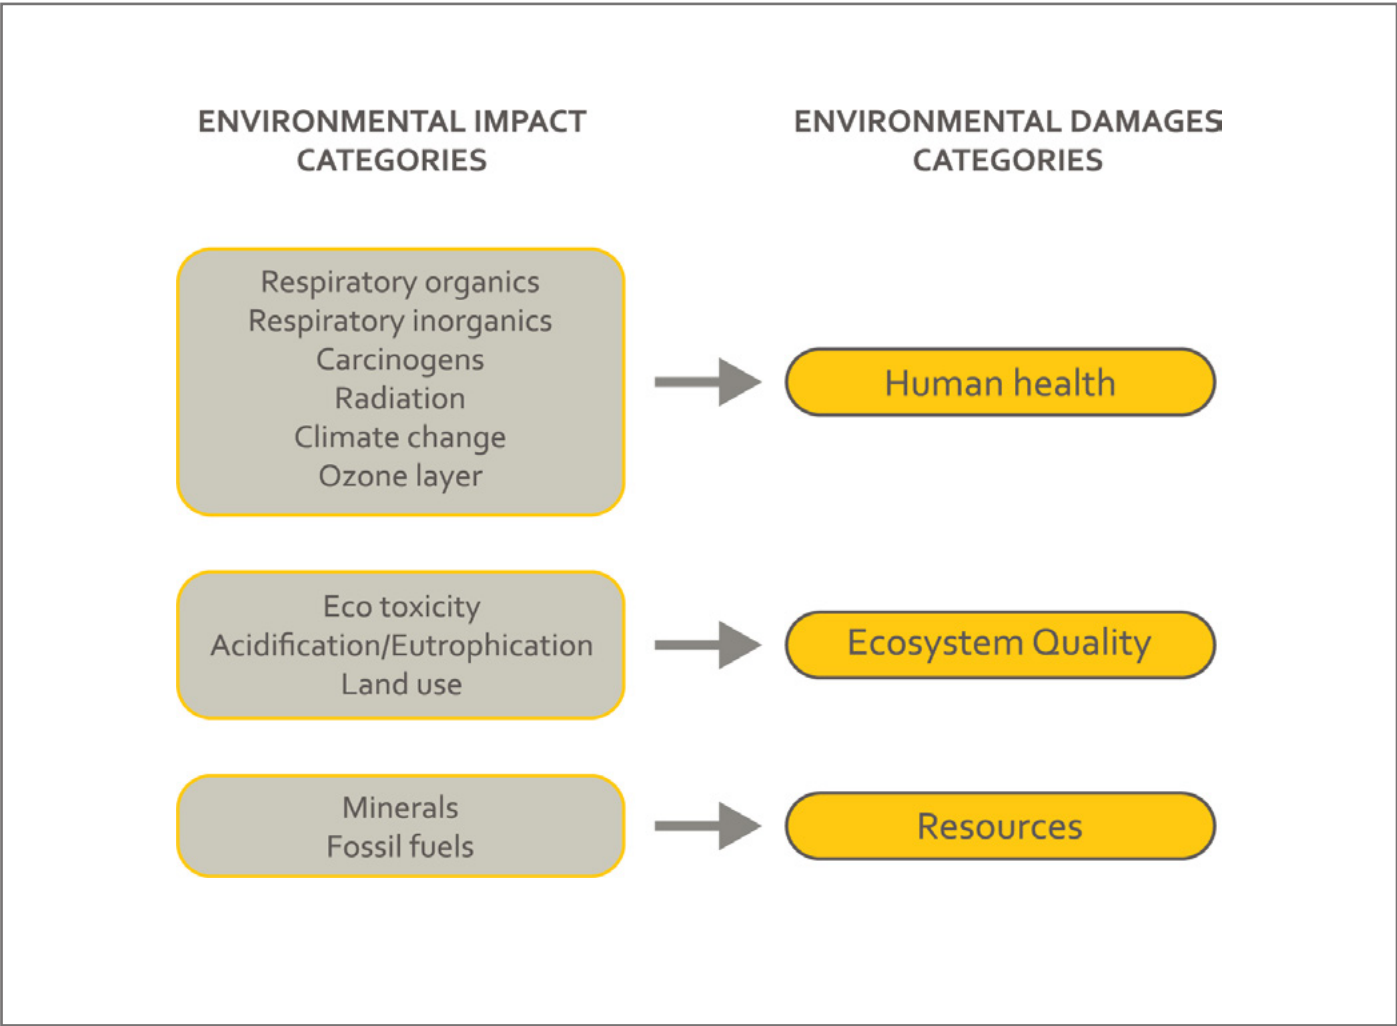 ENVIRONMENTAL IMPACT
CATEGORIES
ENVIRONMENTAL DAMAGES
CATEGORIES
Respiratory organics
Respiratory inorganics
Carcinogens
Radiation
Climate change
Ozone layer
Human health
Eco toxicity
Acidification/Eutrophication
Land use
Ecosystem Quality
Minerals
Fossil fuels
Resources